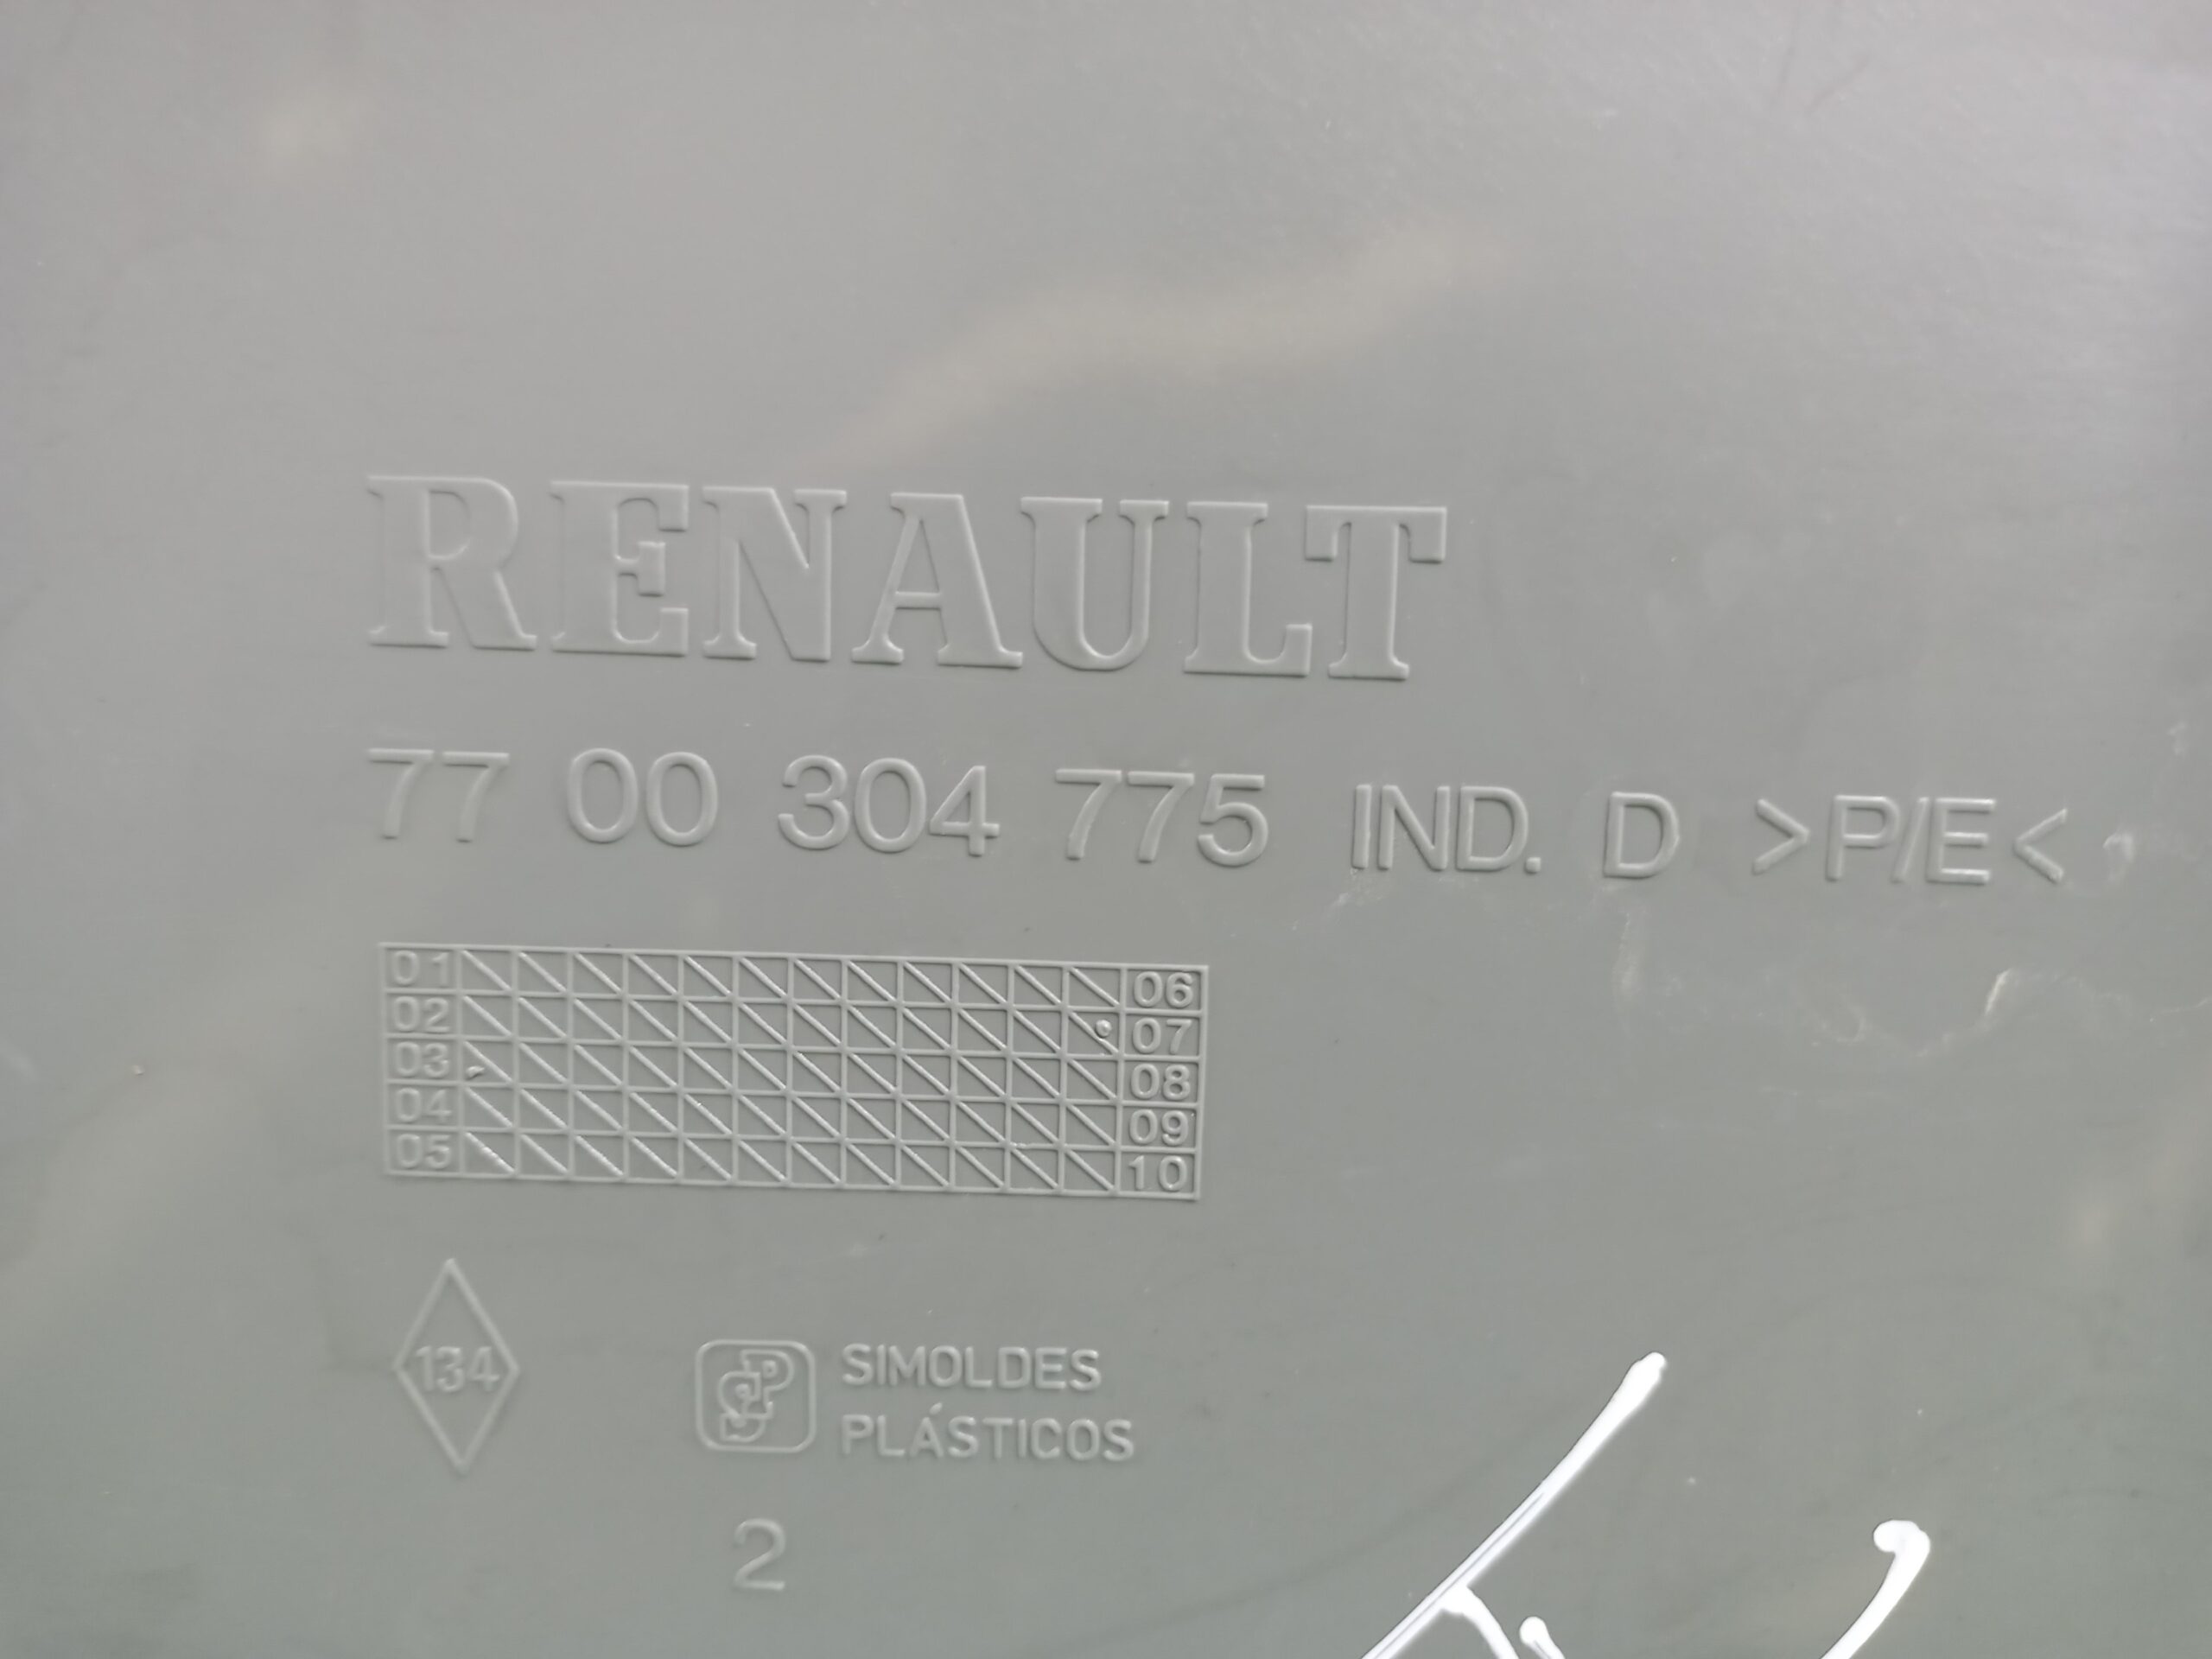 RENAULT
77 00 304 775 IND. D >P/E<
01 06
02 07
03 08
04 09
05 10
134
SIMOLDES
PLÁSTICOS
2